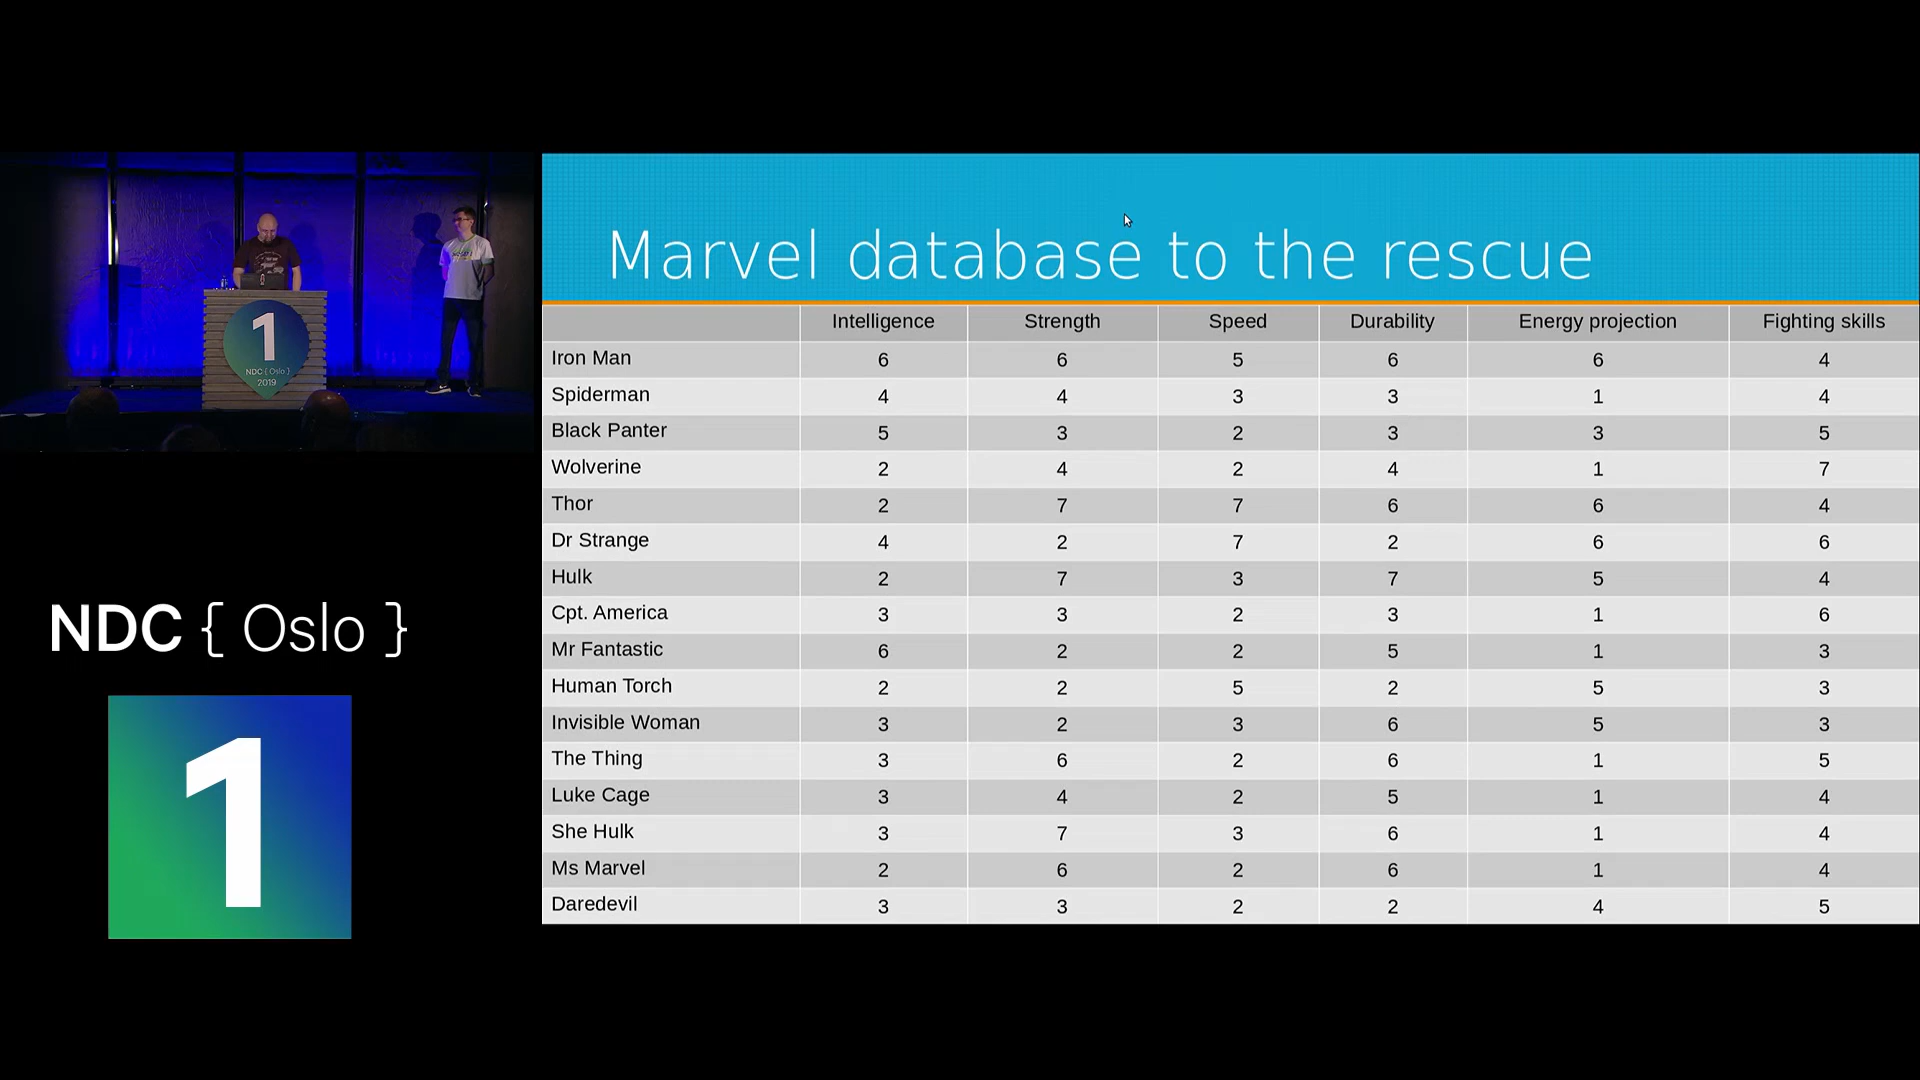 1
NDC { Oslo }
2019
NDC { Oslo }
1
Marvel database to the rescue
Intelligence Strength Speed Durability Energy projection Fighting skills
Iron Man 6 6 5 6 6 4
Spiderman 4 4 3 3 1 4
Black Panter 5 3 2 3 3 5
Wolverine 2 4 2 4 1 7
Thor 2 7 7 6 6 4
Dr Strange 4 2 7 2 6 6
Hulk 2 7 3 7 5 4
Cpt. America 3 3 2 3 1 6
Mr Fantastic 6 2 2 5 1 3
Human Torch 2 2 5 2 5 3
Invisible Woman 3 2 3 6 5 3
The Thing 3 6 2 6 1 5
Luke Cage 3 4 2 5 1 4
She Hulk 3 7 3 6 1 4
Ms Marvel 2 6 2 6 1 4
Daredevil 3 3 2 2 4 5